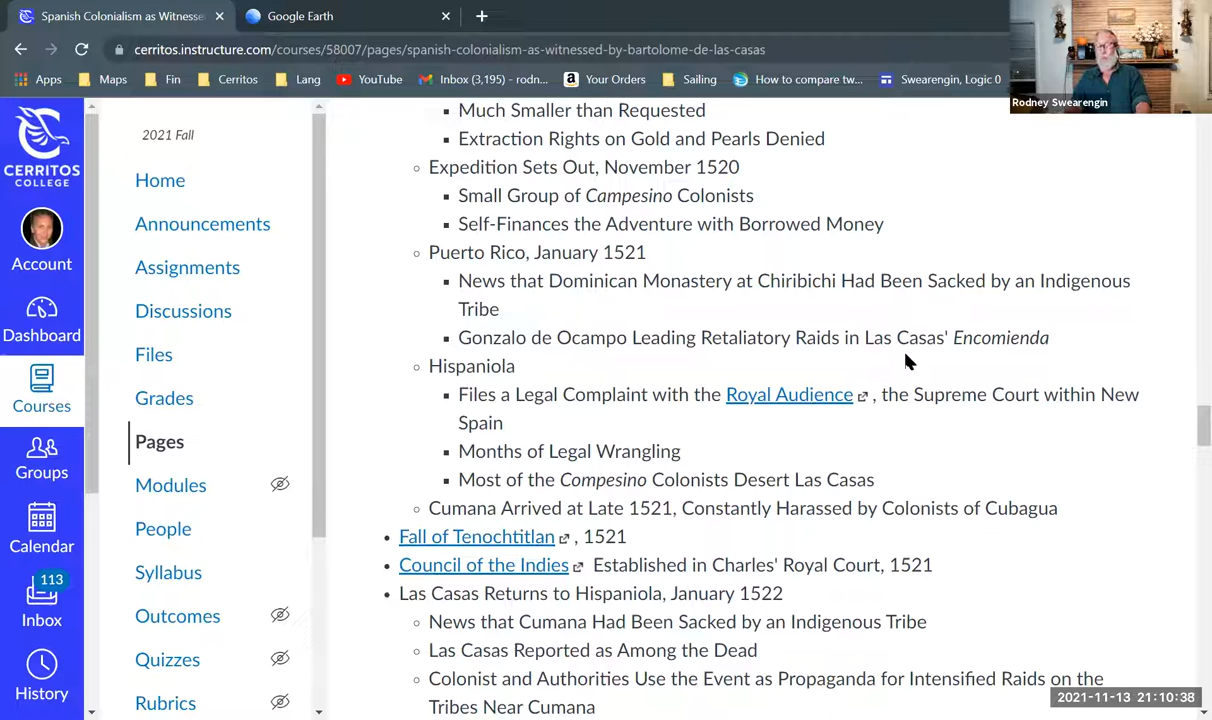 Spanish Colonialism as Witnesse
Google Earth
cerritos.instructure.com/courses/58007/pages/spanish-colonialism-as-witnessed-by-bartolome-de-las-casas
Apps
Maps
Fin
Cerritos
Lang
YouTube
Inbox (3,195) - rodn...
Your Orders
Sailing
How to compare tw...
Swearengin, Logic 0
Rodney Swearengin
CERRITOS
COLLEGE
Account
Dashboard
Courses
Groups
Calendar
113
Inbox
History
2021 Fall
Home
Announcements
Assignments
Discussions
Files
Grades
Pages
Modules
People
Syllabus
Outcomes
Quizzes
Rubrics
Much Smaller than Requested
Extraction Rights on Gold and Pearls Denied
Expedition Sets Out, November 1520
Small Group of Campesino Colonists
Self-Finances the Adventure with Borrowed Money
Puerto Rico, January 1521
News that Dominican Monastery at Chiribichi Had Been Sacked by an Indigenous
Tribe
Gonzalo de Ocampo Leading Retaliatory Raids in Las Casas' Encomienda
Hispaniola
Files a Legal Complaint with the Royal Audience , the Supreme Court within New
Spain
Months of Legal Wrangling
Most of the Compesino Colonists Desert Las Casas
Cumana Arrived at Late 1521, Constantly Harassed by Colonists of Cubagua
Fall of Tenochtitlan , 1521
Council of the Indies Established in Charles' Royal Court, 1521
Las Casas Returns to Hispaniola, January 1522
News that Cumana Had Been Sacked by an Indigenous Tribe
Las Casas Reported as Among the Dead
Colonist and Authorities Use the Event as Propaganda for Intensified Raids on the
Tribes Near Cumana
2021-11-13 21:10:38